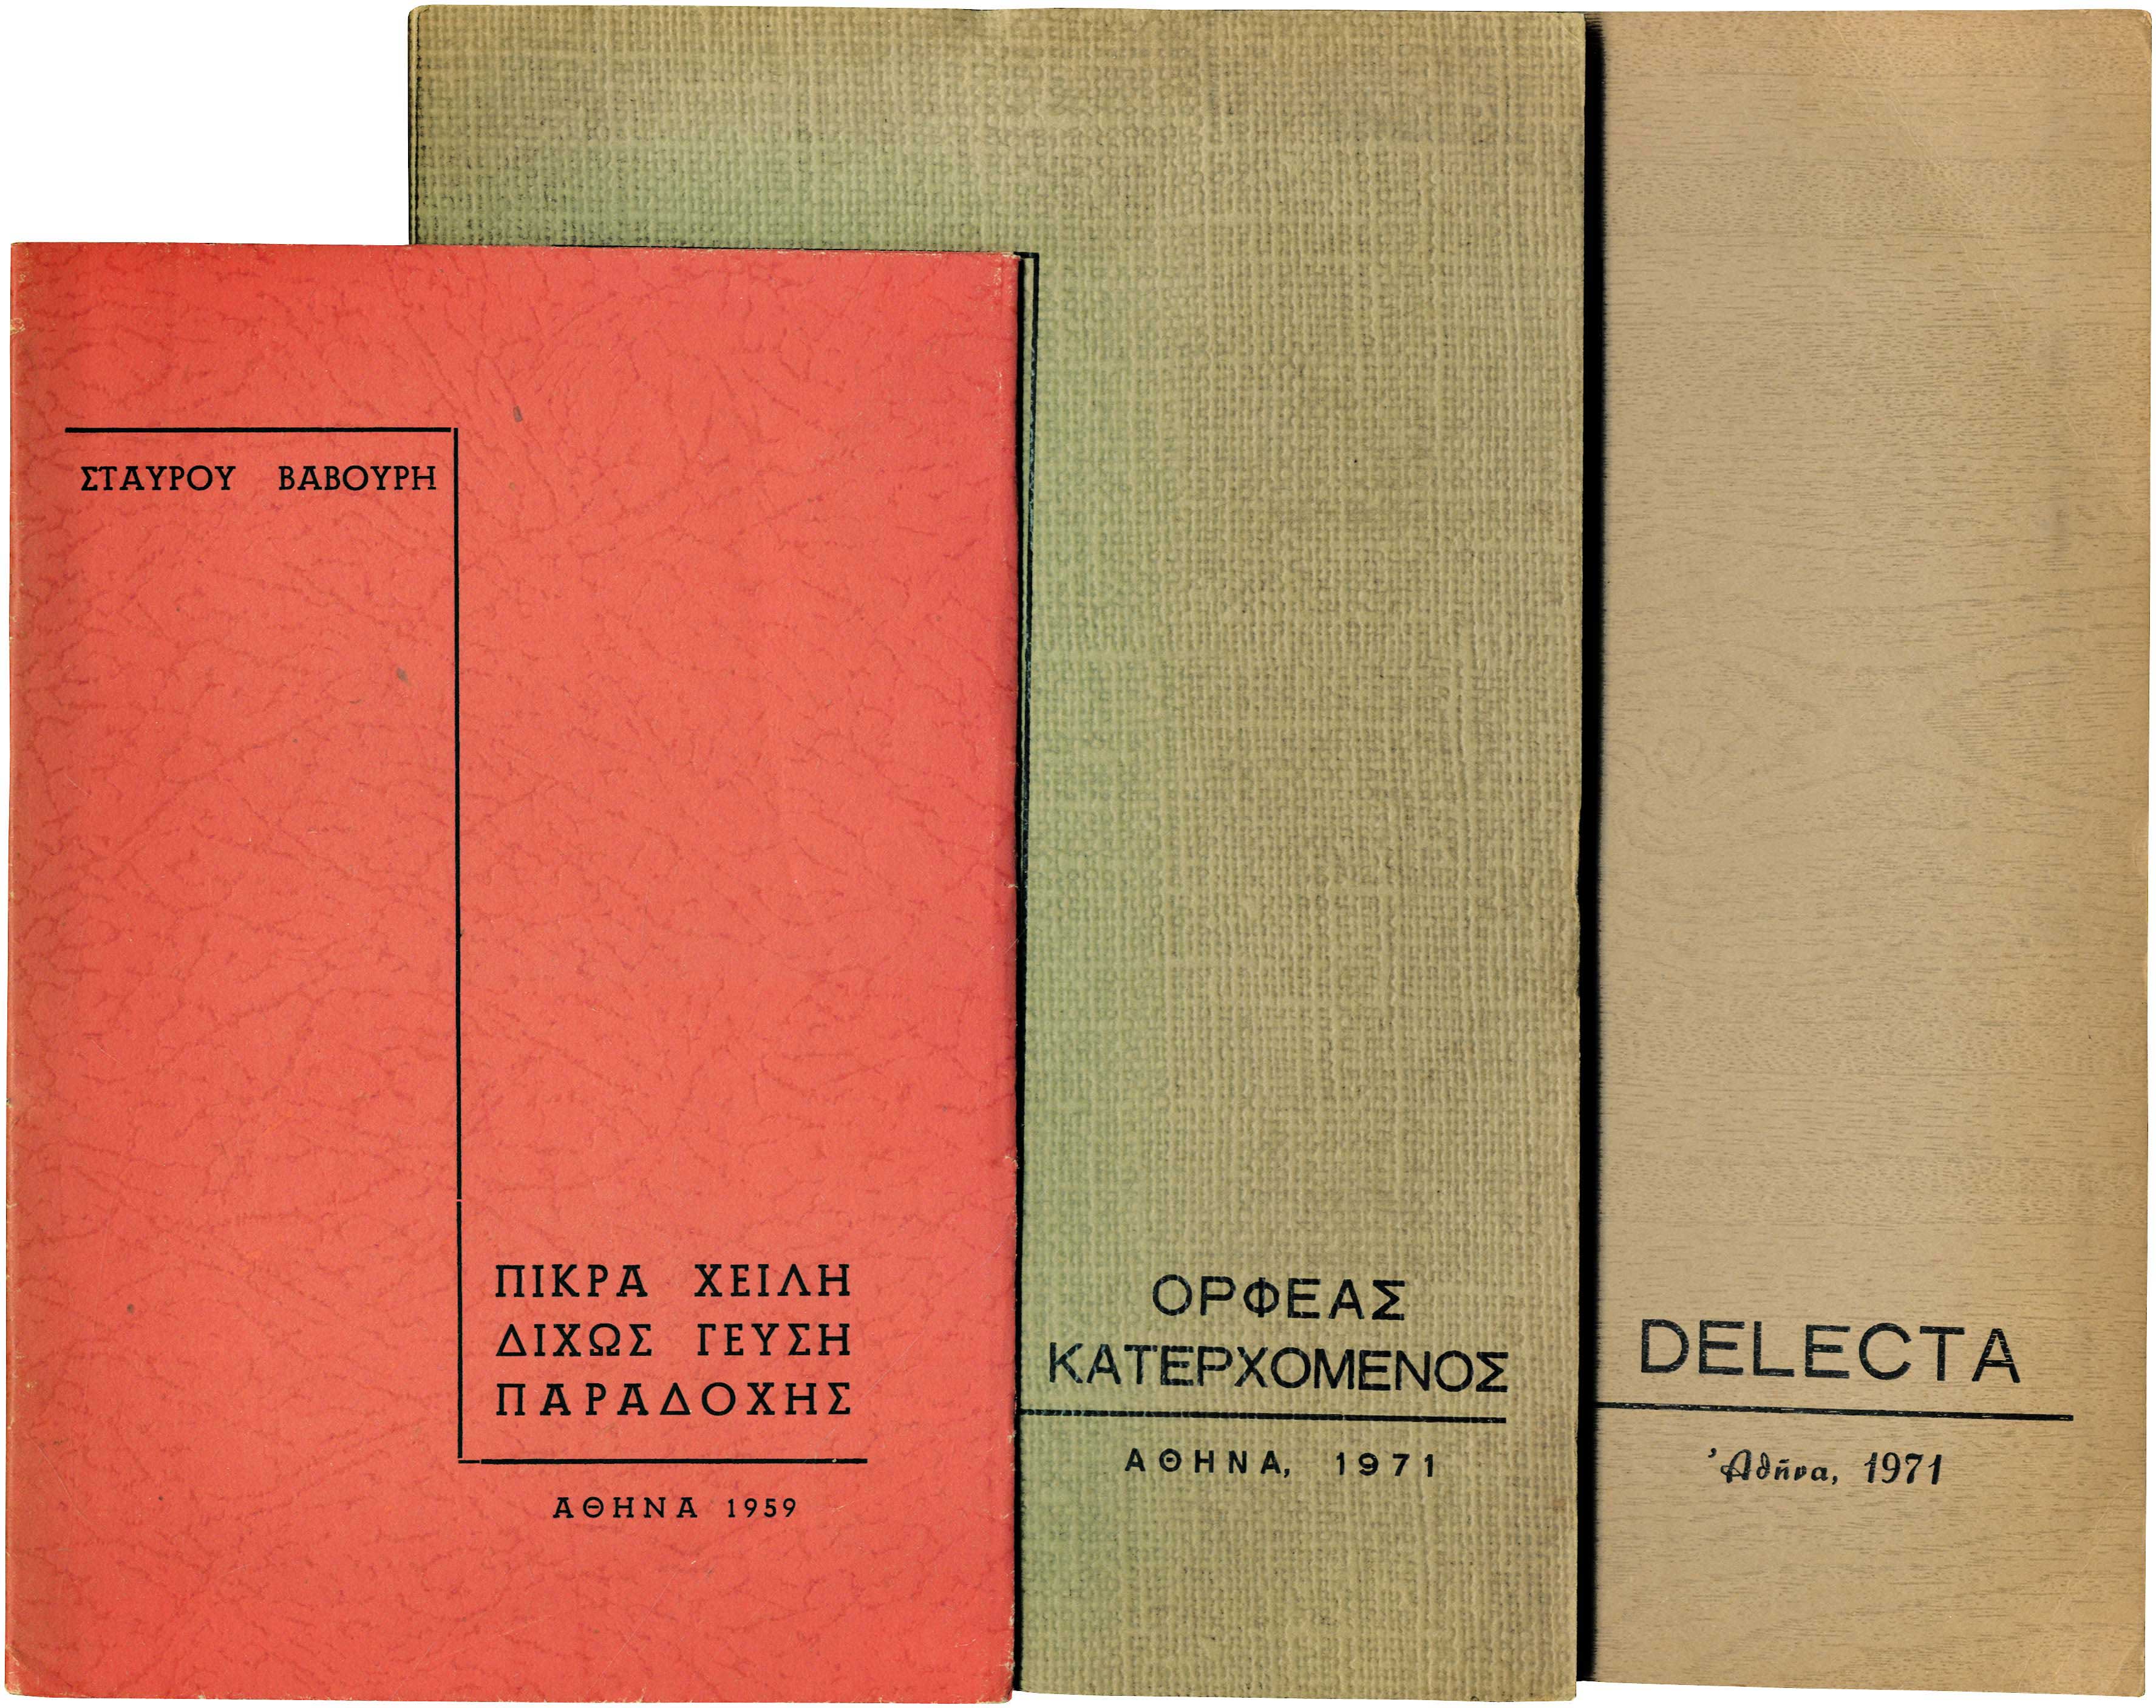 ΣΤΑΥΡΟΥ ΒΑΒΟΥΡΗ
ΠΙΚΡΑ ΧΕΙΛΗ
ΔΙΧΩΣ ΓΕΥΣΗ
ΠΑΡΑΔΟΧΗΣ
ΑΘΗΝΑ 1959
ΟΡΦΕΑΣ
ΚΑΤΕΡΧΟΜΕΝΟΣ
ΑΘΗΝΑ, 1971
DELECTA
Ἀθῆνα, 1971